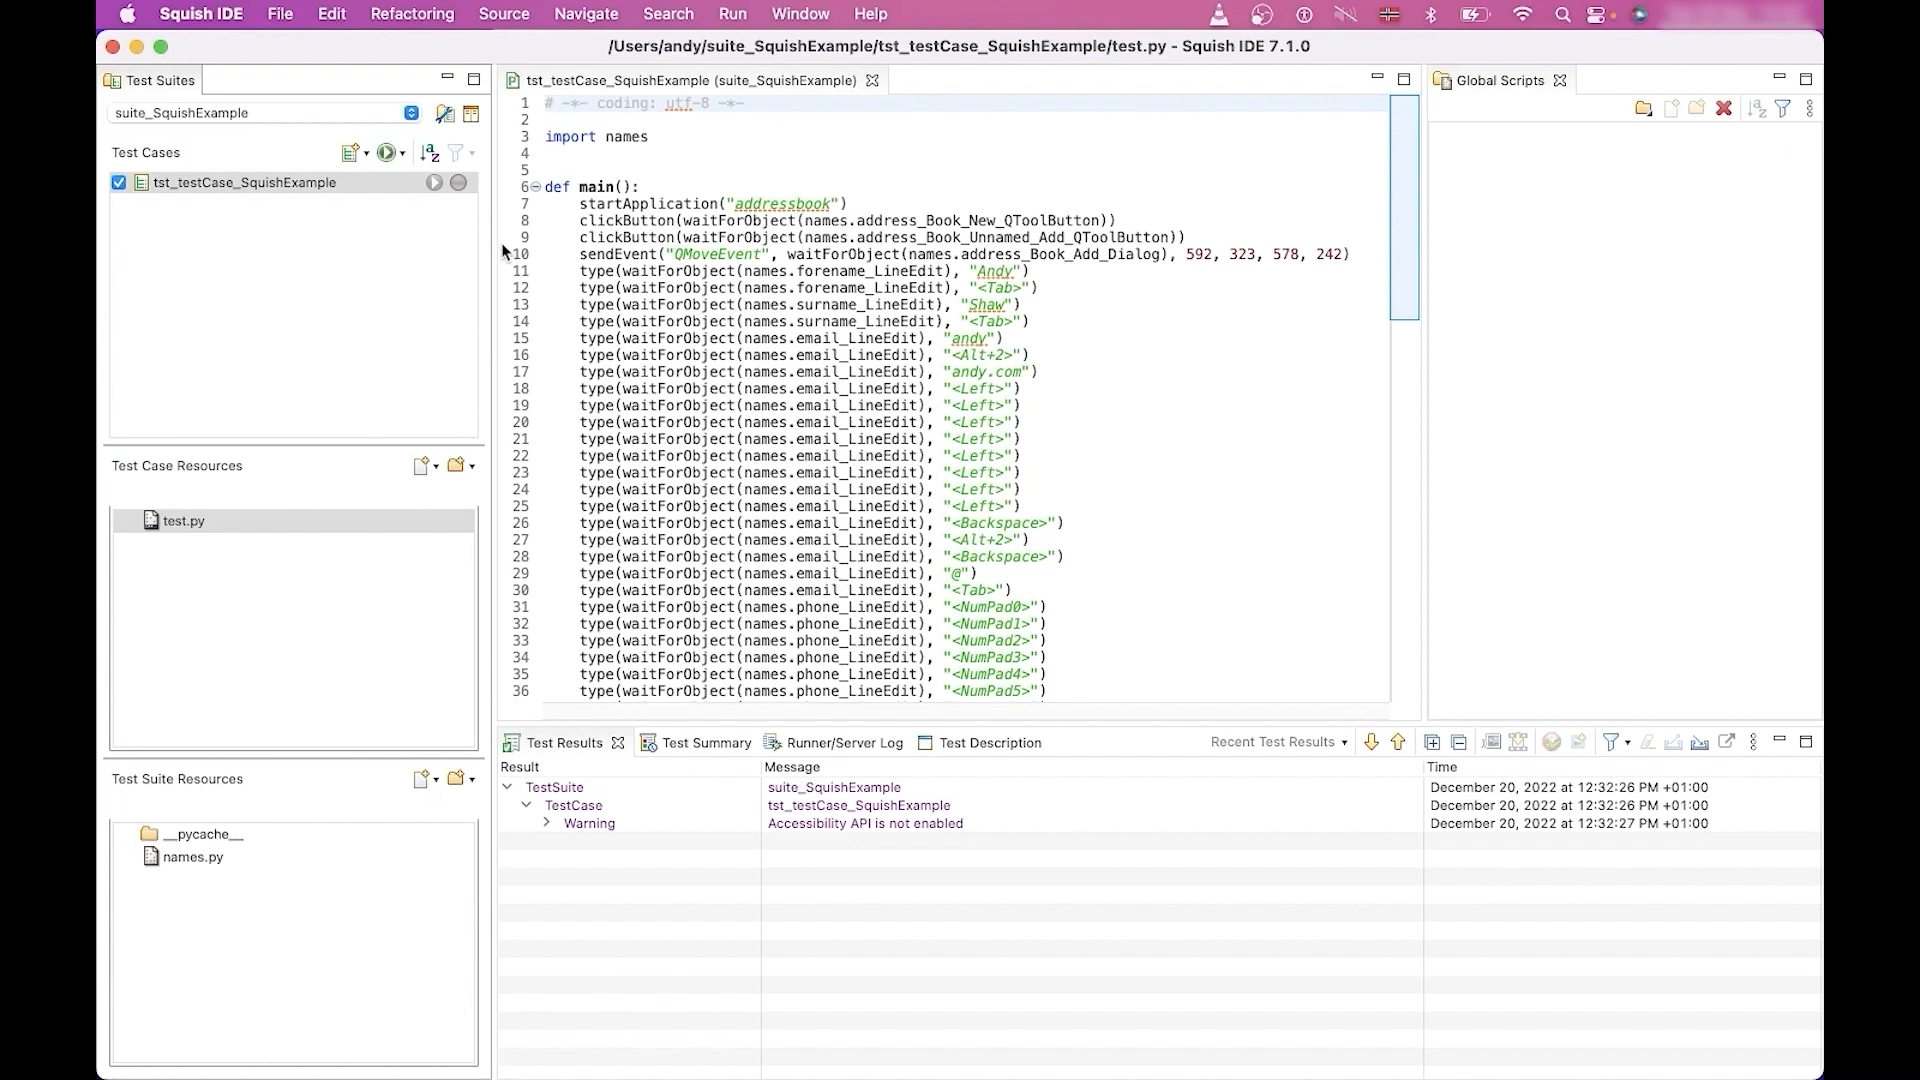 Squish IDE File Edit Refactoring Source Navigate Search Run Window Help
/Users/andy/suite_SquishExample/tst_testCase_SquishExample/test.py - Squish IDE 7.1.0
Test Suites
tst_testCase_SquishExample (suite_SquishExample)
Global Scripts
suite_SquishExample
Test Cases
tst_testCase_SquishExample
1 # -*- coding: utf-8 -*-
2
3 import names
4
5
6 def main():
7 startApplication("addressbook")
8 clickButton(waitForObject(names.address_Book_New_QToolButton))
9 clickButton(waitForObject(names.address_Book_Unnamed_Add_QToolButton))
10 sendEvent("QMoveEvent", waitForObject(names.address_Book_Add_Dialog), 592, 323, 578, 242)
11 type(waitForObject(names.forename_LineEdit), "Andy")
12 type(waitForObject(names.forename_LineEdit), "<Tab>")
13 type(waitForObject(names.surname_LineEdit), "Shaw")
14 type(waitForObject(names.surname_LineEdit), "<Tab>")
15 type(waitForObject(names.email_LineEdit), "andy")
16 type(waitForObject(names.email_LineEdit), "<Alt+2>")
17 type(waitForObject(names.email_LineEdit), "andy.com")
18 type(waitForObject(names.email_LineEdit), "<Left>")
19 type(waitForObject(names.email_LineEdit), "<Left>")
20 type(waitForObject(names.email_LineEdit), "<Left>")
21 type(waitForObject(names.email_LineEdit), "<Left>")
22 type(waitForObject(names.email_LineEdit), "<Left>")
23 type(waitForObject(names.email_LineEdit), "<Left>")
24 type(waitForObject(names.email_LineEdit), "<Left>")
25 type(waitForObject(names.email_LineEdit), "<Left>")
26 type(waitForObject(names.email_LineEdit), "<Backspace>")
27 type(waitForObject(names.email_LineEdit), "<Alt+2>")
28 type(waitForObject(names.email_LineEdit), "<Backspace>")
29 type(waitForObject(names.email_LineEdit), "@")
30 type(waitForObject(names.email_LineEdit), "<Tab>")
31 type(waitForObject(names.phone_LineEdit), "<NumPad0>")
32 type(waitForObject(names.phone_LineEdit), "<NumPad1>")
33 type(waitForObject(names.phone_LineEdit), "<NumPad2>")
34 type(waitForObject(names.phone_LineEdit), "<NumPad3>")
35 type(waitForObject(names.phone_LineEdit), "<NumPad4>")
36 type(waitForObject(names.phone_LineEdit), "<NumPad5>")
Test Case Resources
test.py
Test Suite Resources
__pycache__
names.py
Test Results Test Summary Runner/Server Log Test Description Recent Test Results
Result Message Time
TestSuite suite_SquishExample December 20, 2022 at 12:32:26 PM +01:00
TestCase tst_testCase_SquishExample December 20, 2022 at 12:32:26 PM +01:00
Warning Accessibility API is not enabled December 20, 2022 at 12:32:27 PM +01:00